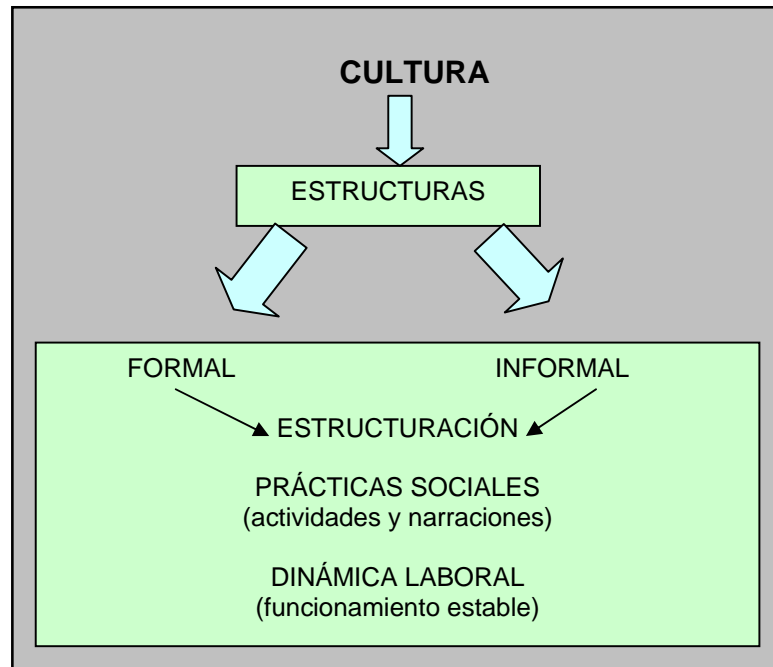 CULTURA
ESTRUCTURAS
FORMAL INFORMAL
ESTRUCTURACIÓN
PRÁCTICAS SOCIALES
(actividades y narraciones)
DINÁMICA LABORAL
(funcionamiento estable)